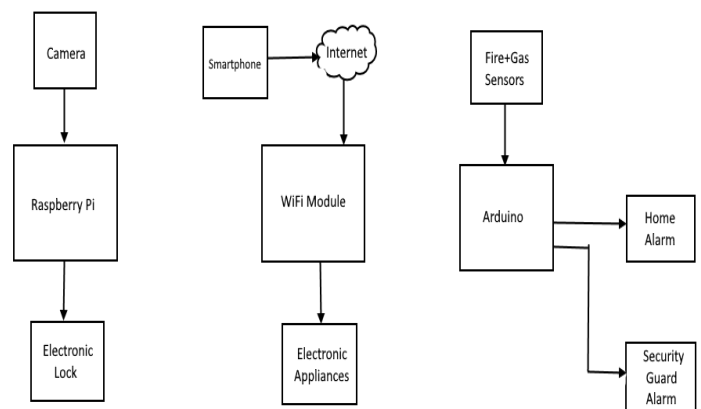 Camera
Raspberry Pi
Electronic
Lock
Smartphone
Internet
WiFi Module
Electronic
Appliances
Fire+Gas
Sensors
Arduino
Home
Alarm
Security
Guard
Alarm